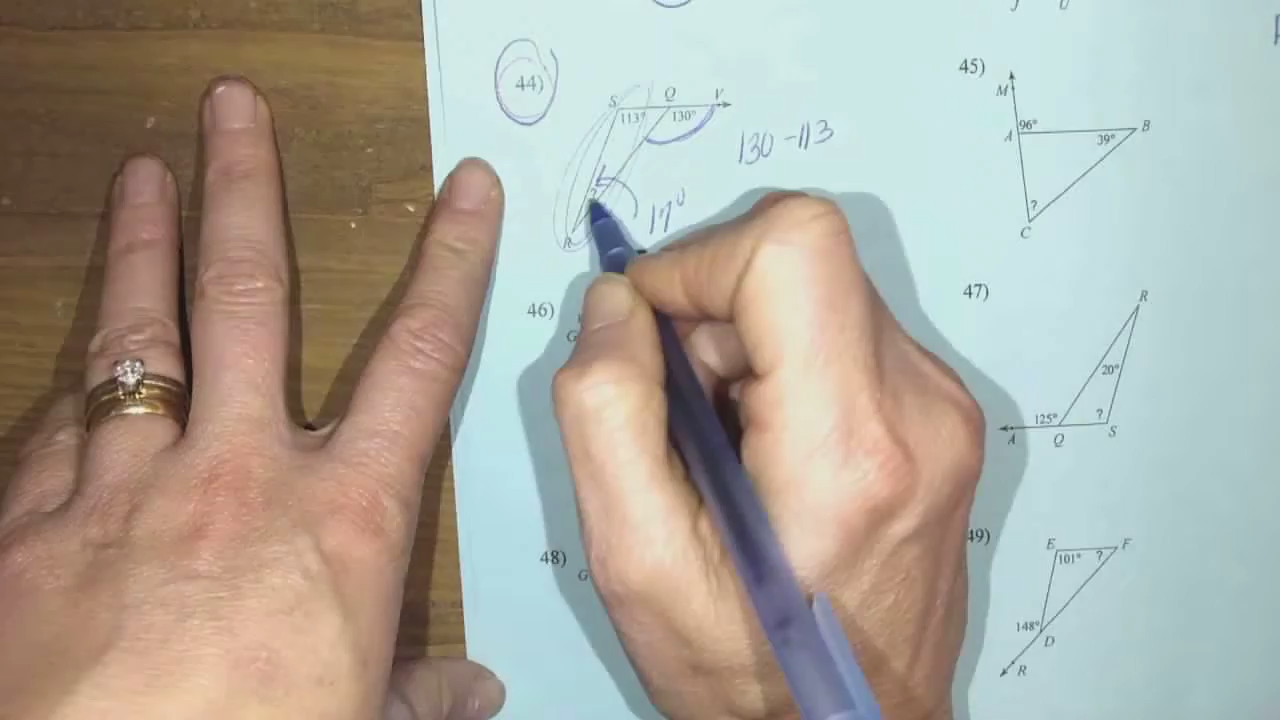 44)
S Q V
113° 130°
?
R
130 - 113
17°
45)
M
96°
A
39°
B
?
C
46)
G
47)
R
20°
125°
?
A Q S
48)
G
49)
E F
101° ?
148°
D
R